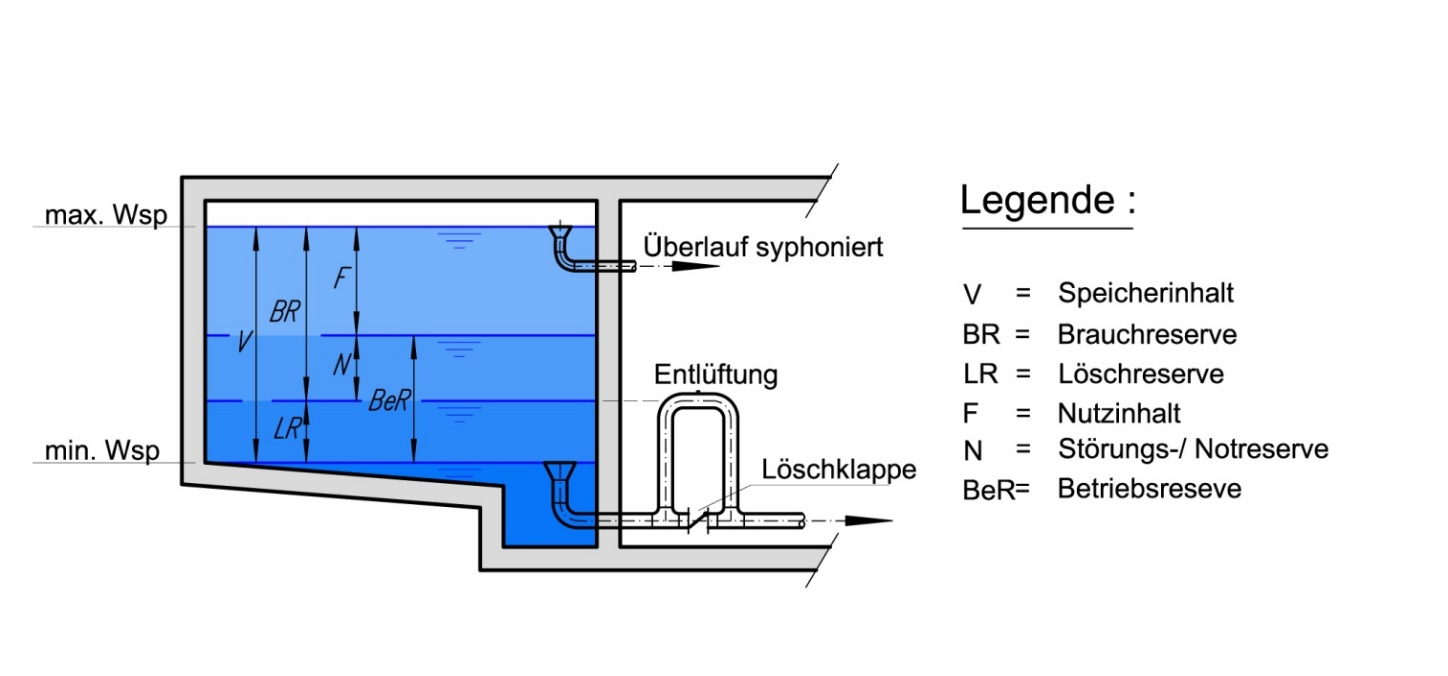 max. Wsp
min. Wsp
V
BR
F
N
BeR
LR
Überlauf syphoniert
Entlüftung
Löschklappe
Legende :
V = Speicherinhalt
BR = Brauchreserve
LR = Löschreserve
F = Nutzinhalt
N = Störungs-/ Notreserve
BeR= Betriebsreseve